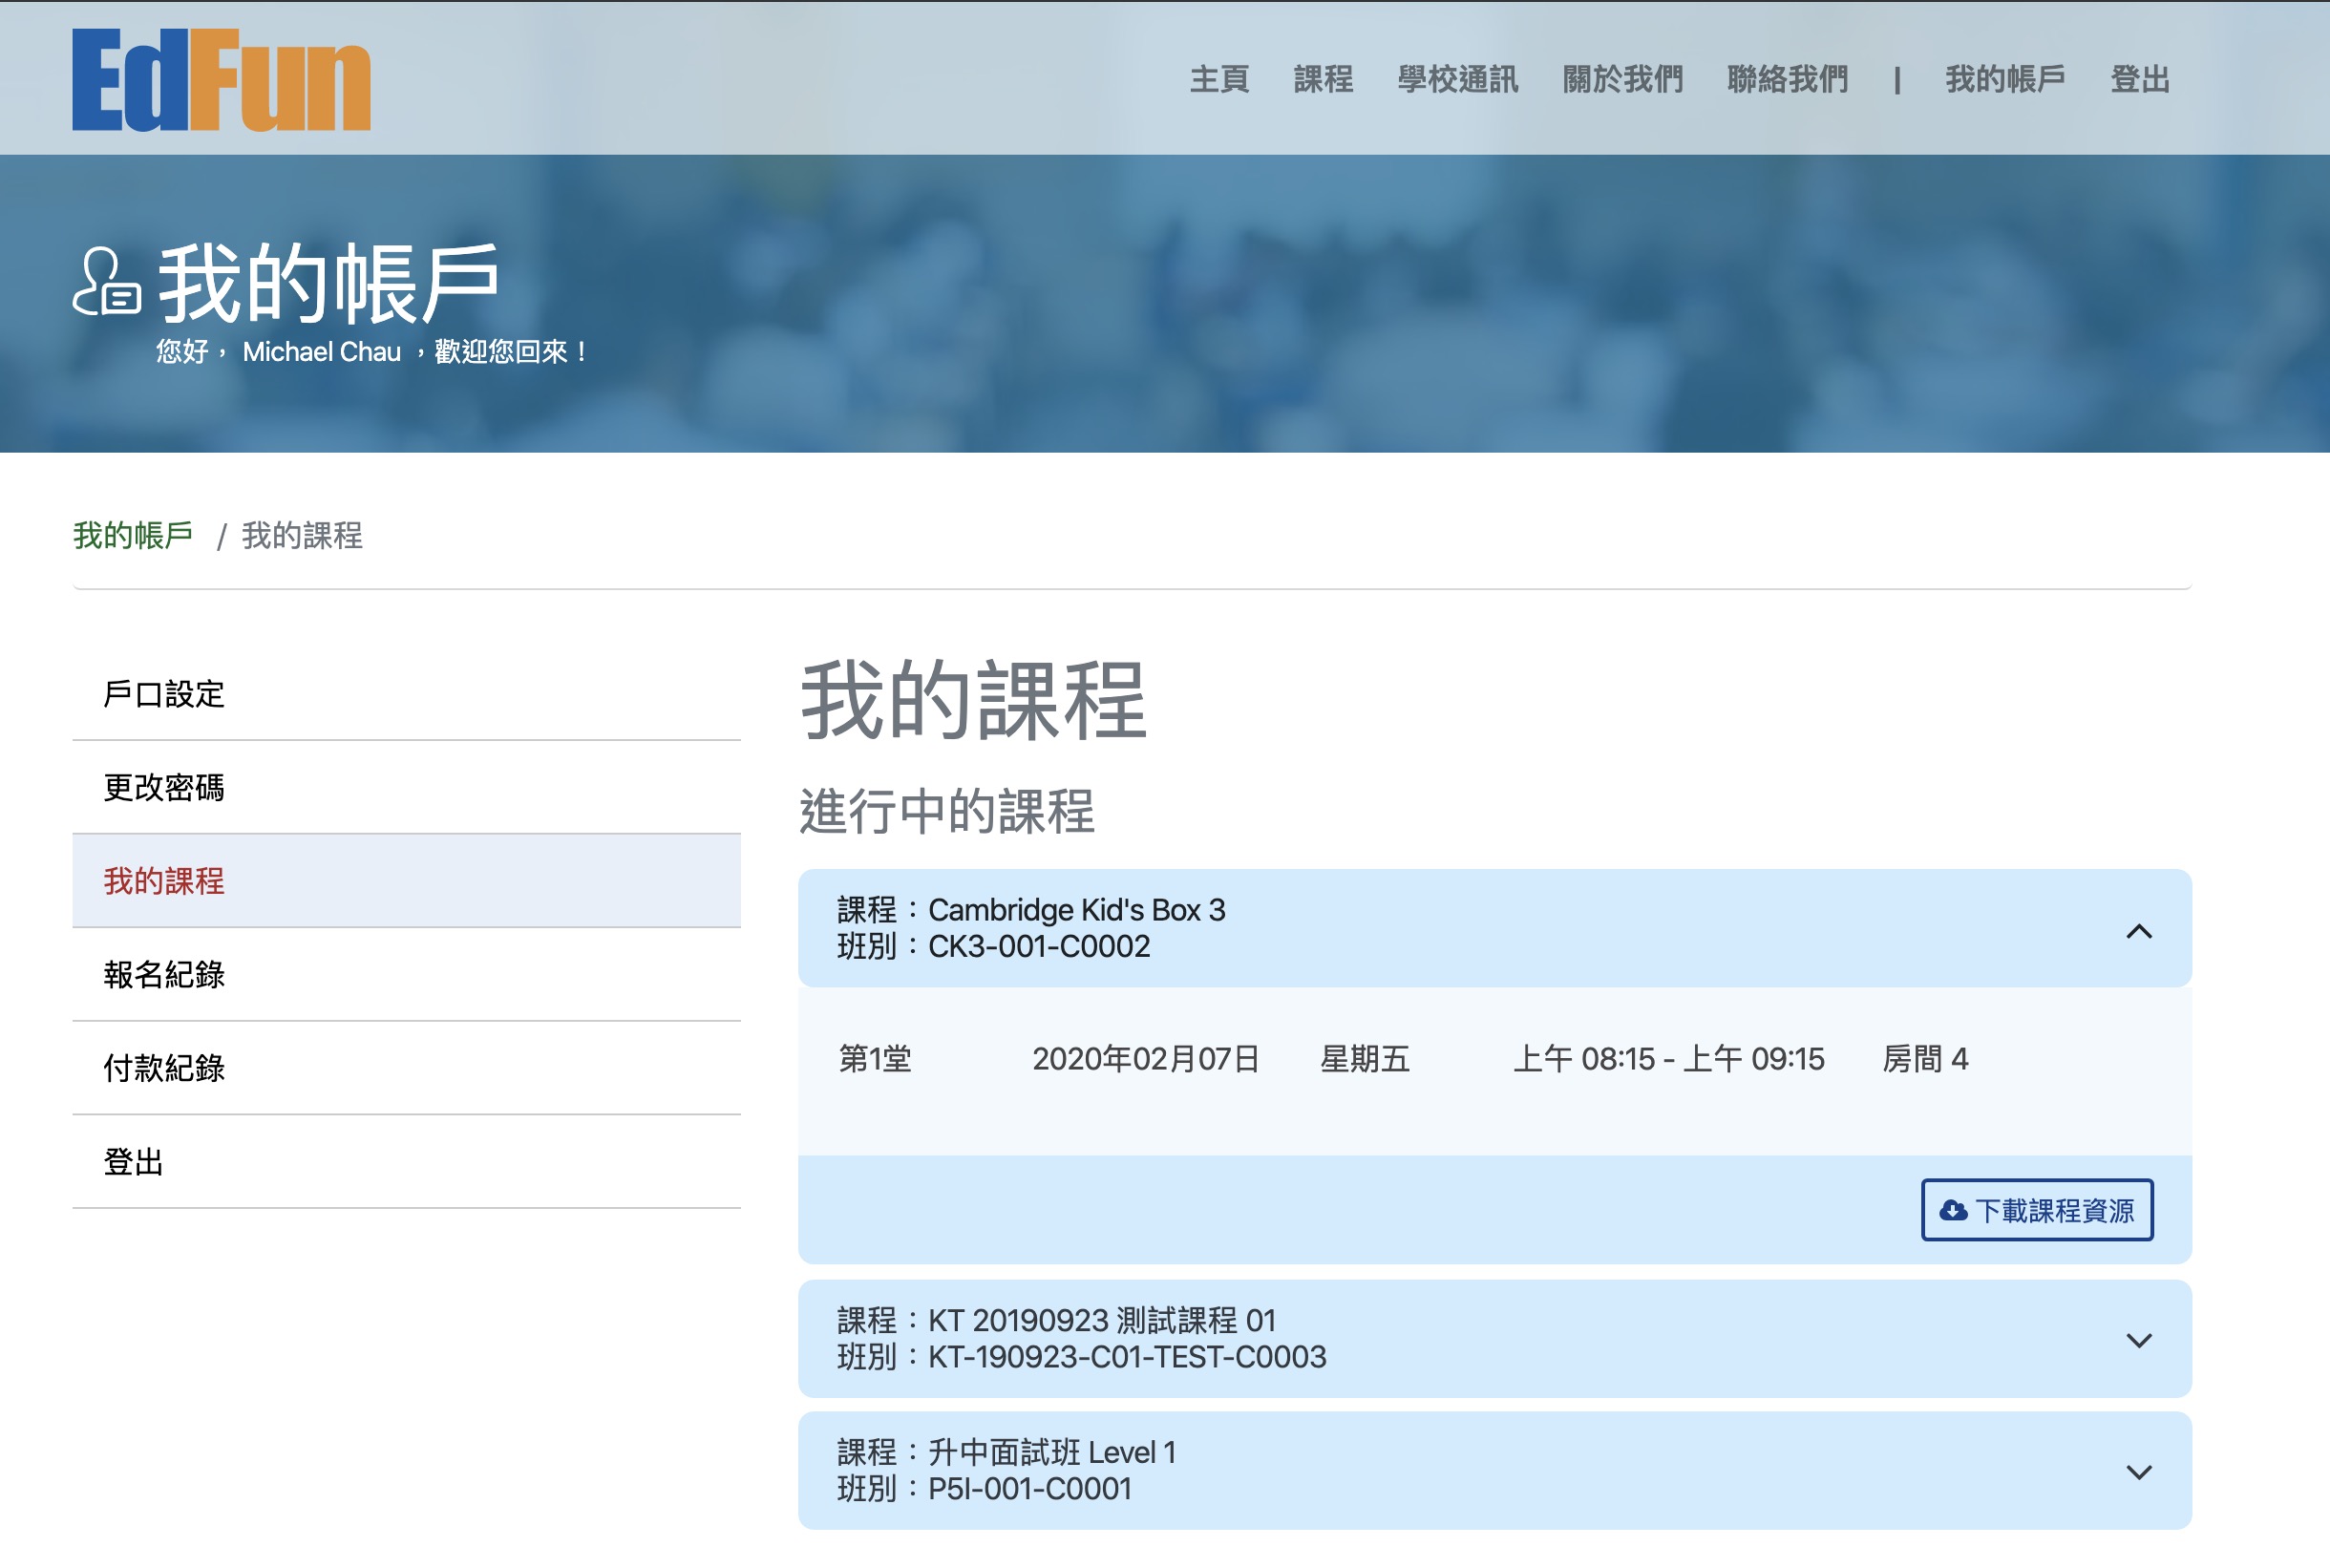 EdFun
主頁 課程 學校通訊 關於我們 聯絡我們 | 我的帳戶 登出
我的帳戶
您好， Michael Chau ，歡迎您回來！
我的帳戶 / 我的課程
戶口設定
更改密碼
我的課程
報名紀錄
付款紀錄
登出
我的課程
進行中的課程
課程：Cambridge Kid's Box 3
班別：CK3-001-C0002
第1堂 2020年02月07日 星期五 上午 08:15 - 上午 09:15 房間 4
下載課程資源
課程：KT 20190923 測試課程 01
班別：KT-190923-C01-TEST-C0003
課程：升中面試班 Level 1
班別：P5I-001-C0001